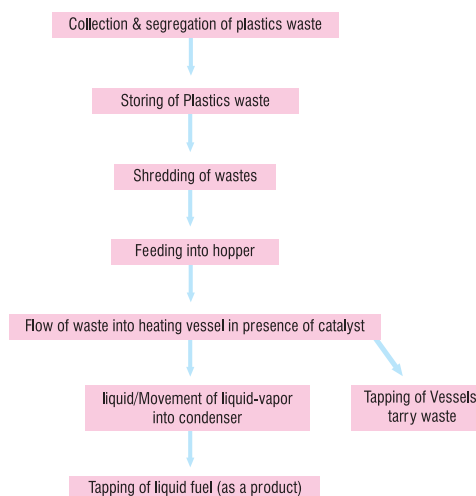 Collection & segregation of plastics waste
Storing of Plastics waste
Shredding of wastes
Feeding into hopper
Flow of waste into heating vessel in presence of catalyst
liquid/Movement of liquid-vapor
into condenser
Tapping of Vessels
tarry waste
Tapping of liquid fuel (as a product)